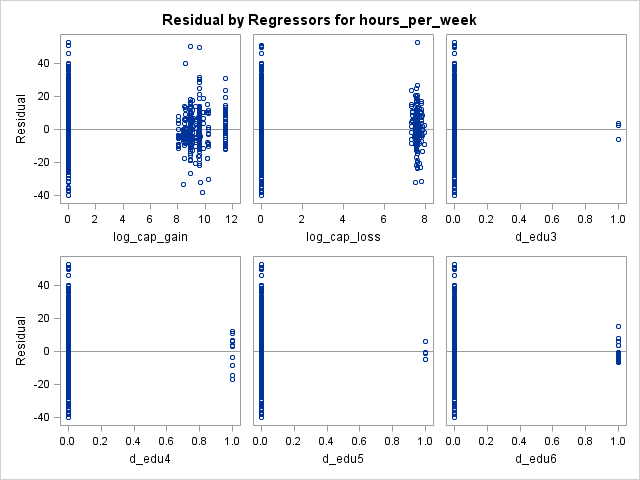 Residual by Regressors for hours_per_week
Residual
40
20
0
-20
-40
0 2 4 6 8 10 12
log_cap_gain
0 2 4 6 8
log_cap_loss
0.0 0.2 0.4 0.6 0.8 1.0
d_edu3
Residual
40
20
0
-20
-40
0.0 0.2 0.4 0.6 0.8 1.0
d_edu4
0.0 0.2 0.4 0.6 0.8 1.0
d_edu5
0.0 0.2 0.4 0.6 0.8 1.0
d_edu6